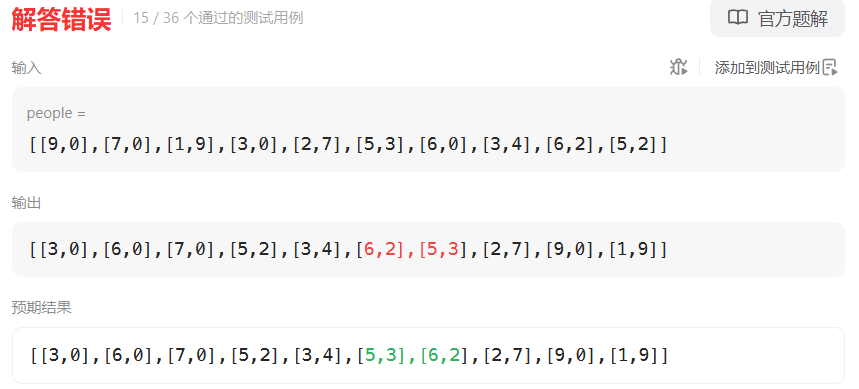 解答错误 15 / 36 个通过的测试用例 官方题解
输入 添加到测试用例
people =
[[9,0],[7,0],[1,9],[3,0],[2,7],[5,3],[6,0],[3,4],[6,2],[5,2]]
输出
[[3,0],[6,0],[7,0],[5,2],[3,4],[6,2],[5,3],[2,7],[9,0],[1,9]]
预期结果
[[3,0],[6,0],[7,0],[5,2],[3,4],[5,3],[6,2],[2,7],[9,0],[1,9]]